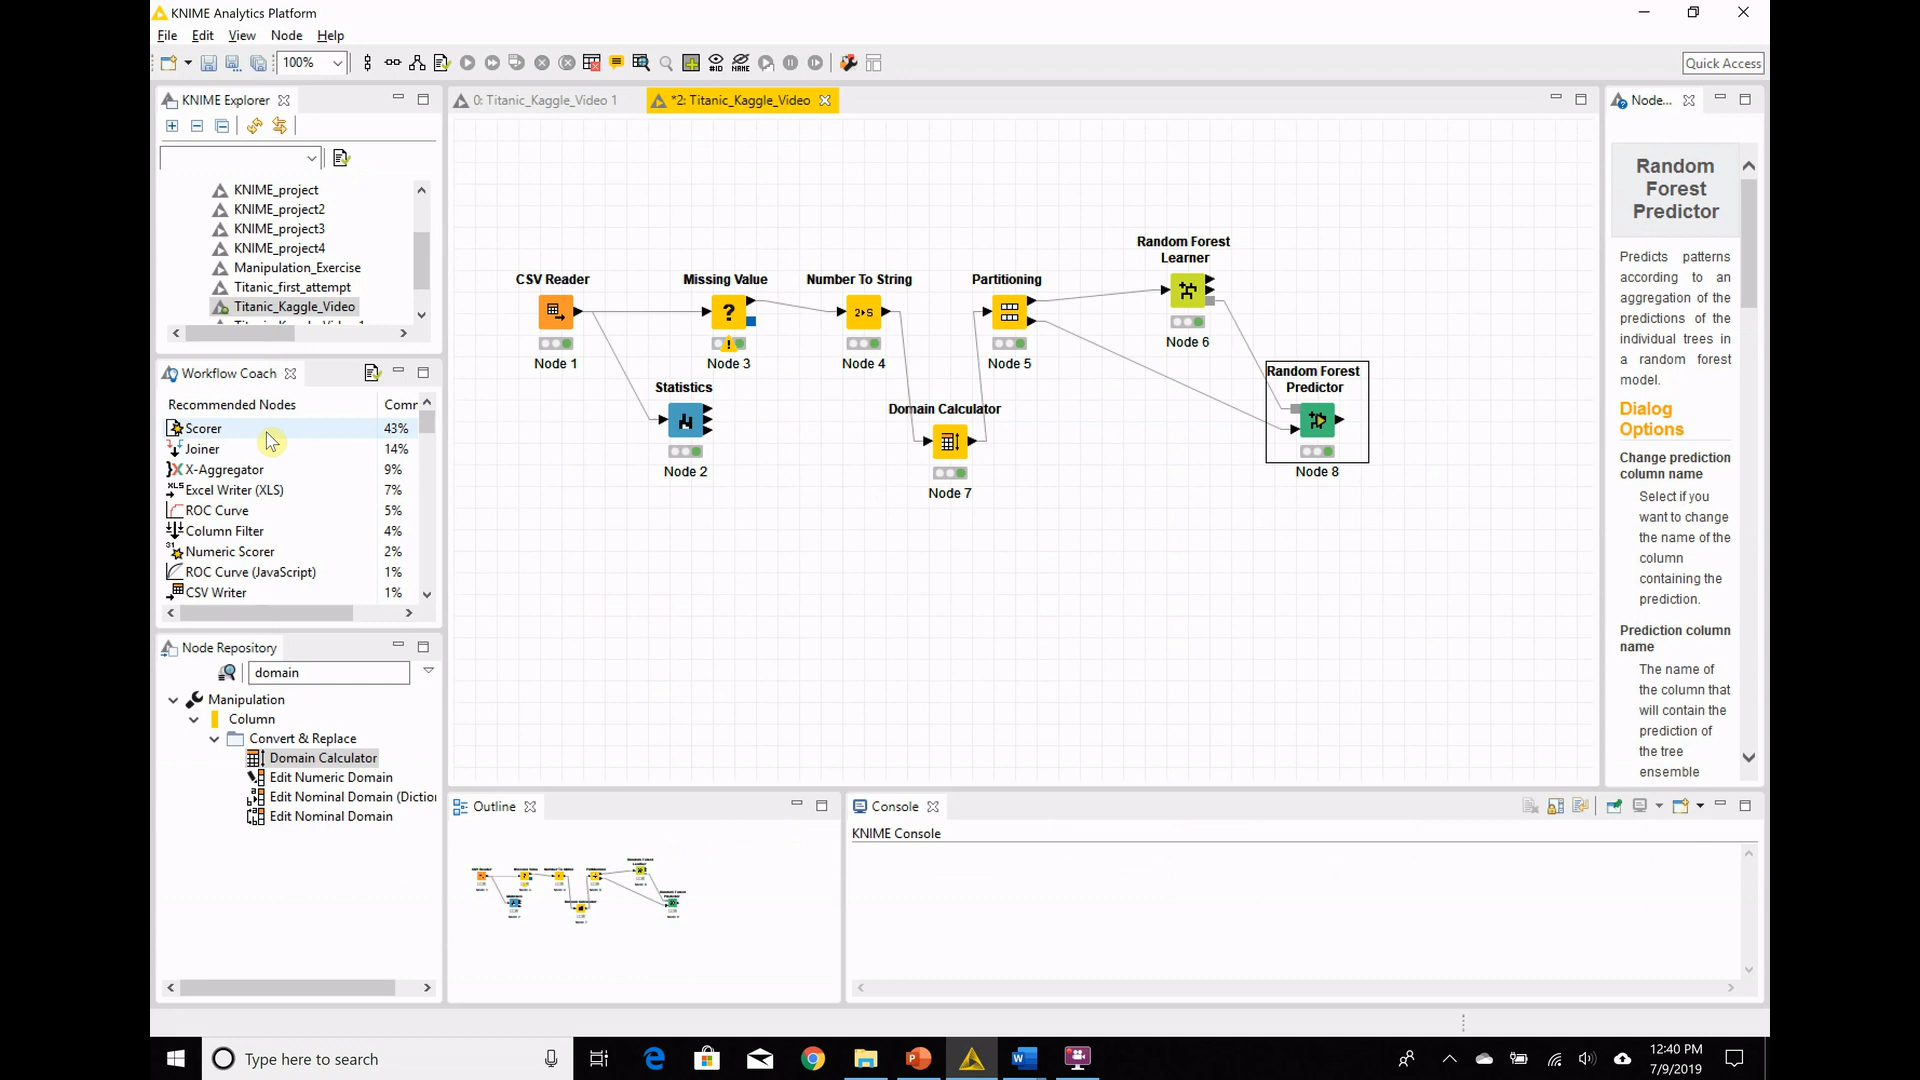 KNIME Analytics Platform
File Edit View Node Help
100%
Quick Access
KNIME Explorer
KNIME_project
KNIME_project2
KNIME_project3
KNIME_project4
Manipulation_Exercise
Titanic_first_attempt
Titanic_Kaggle_Video
Workflow Coach
Recommended Nodes Comr
Scorer 43%
Joiner 14%
X-Aggregator 9%
Excel Writer (XLS) 7%
ROC Curve 5%
Column Filter 4%
Numeric Scorer 2%
ROC Curve (JavaScript) 1%
CSV Writer 1%
Node Repository
domain
Manipulation
Column
Convert & Replace
Domain Calculator
Edit Numeric Domain
Edit Nominal Domain (Dictior
Edit Nominal Domain
0: Titanic_Kaggle_Video 1
*2: Titanic_Kaggle_Video
CSV Reader
Node 1
Missing Value
Node 3
Number To String
Node 4
Partitioning
Node 5
Random Forest
Learner
Node 6
Statistics
Node 2
Domain Calculator
Node 7
Random Forest
Predictor
Node 8
Outline
Console
KNIME Console
Node...
Random
Forest
Predictor
Predicts patterns
according to an
aggregation of the
predictions of the
individual trees in
a random forest
model.
Dialog
Options
Change prediction
column name
Select if you
want to change
the name of the
column
containing the
prediction.
Prediction column
name
The name of
the column that
will contain the
prediction of
the tree
ensemble
Type here to search
12:40 PM
7/9/2019